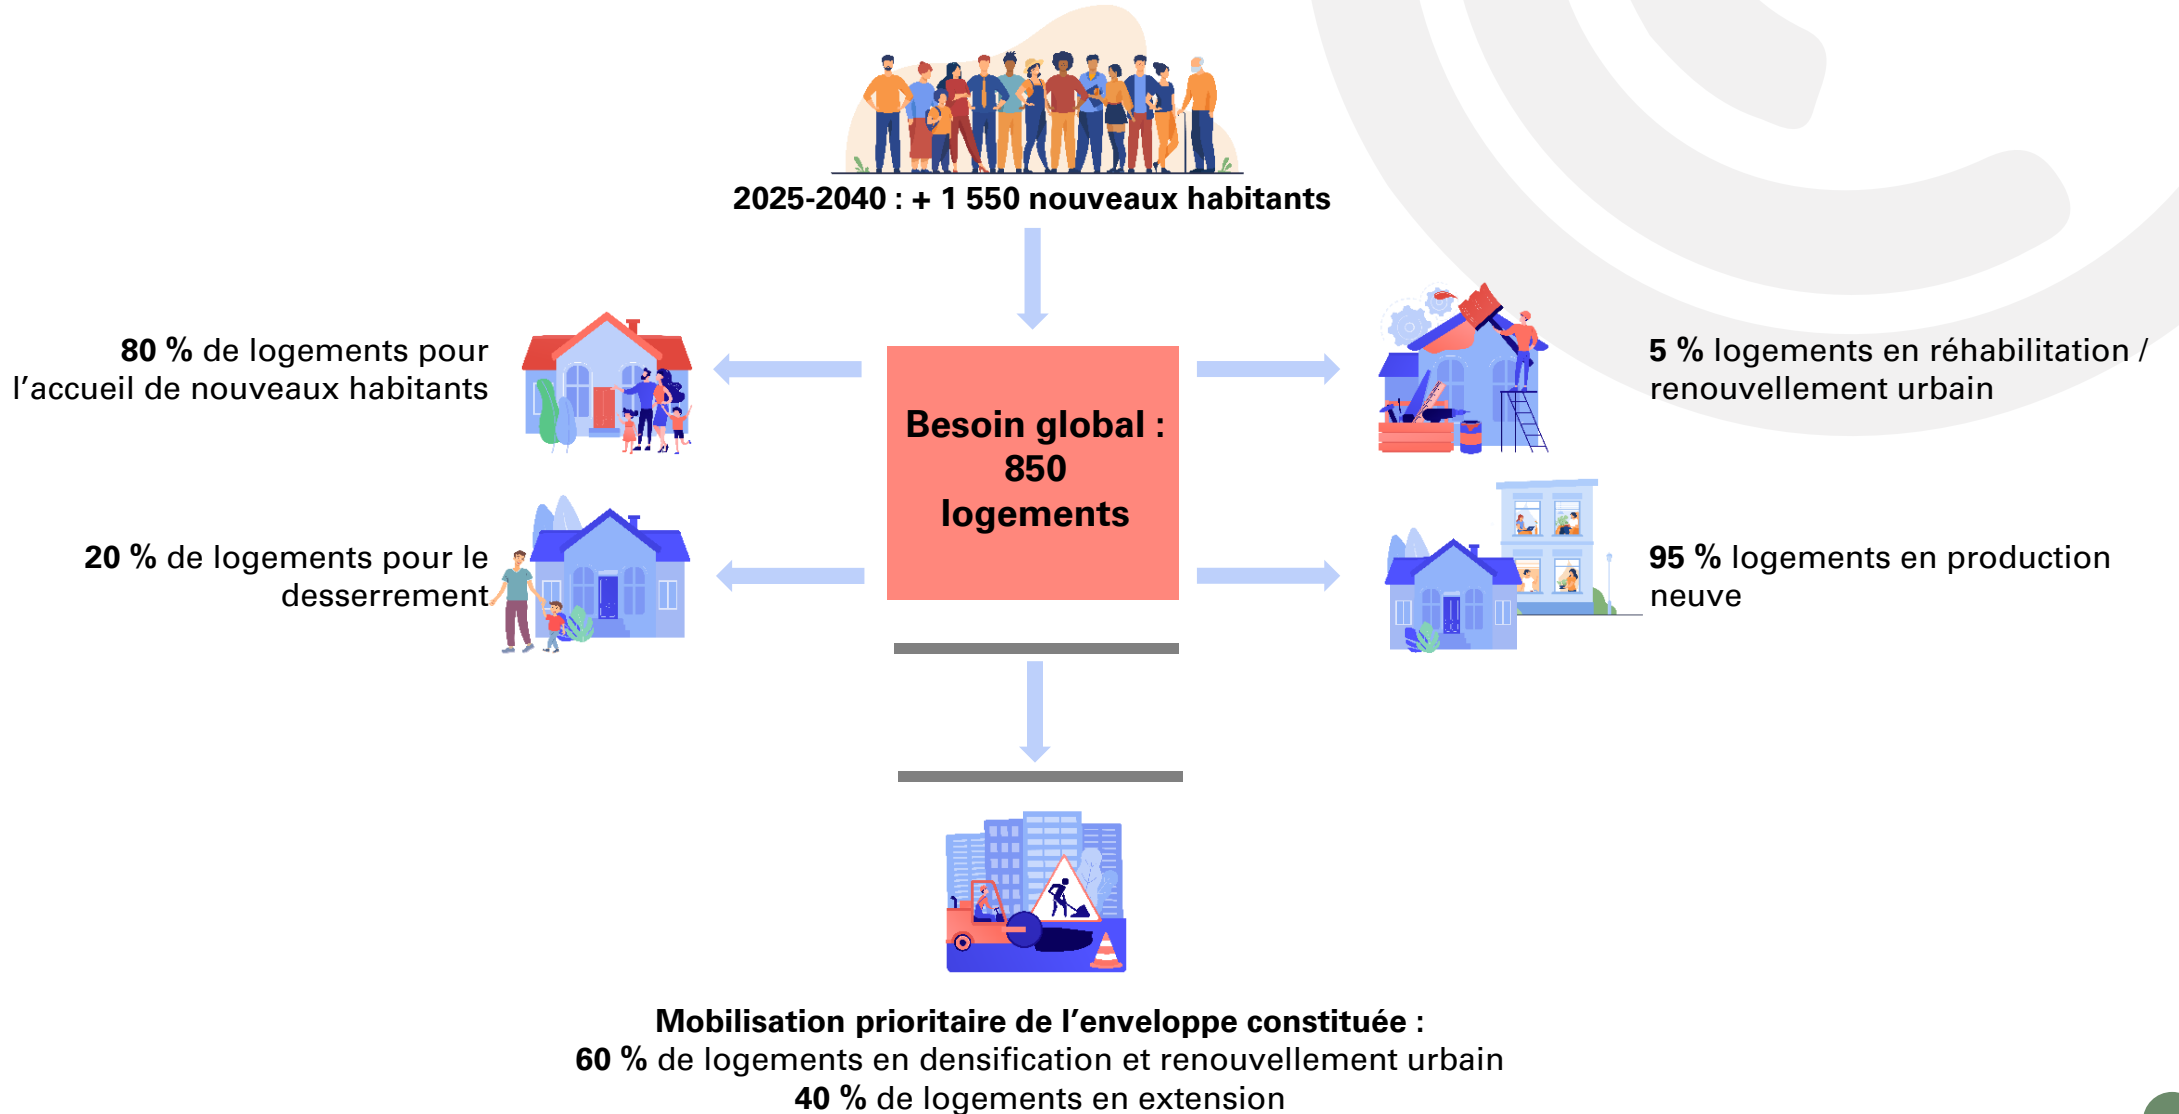 2025-2040 : + 1 550 nouveaux habitants
80 % de logements pour
l’accueil de nouveaux habitants
20 % de logements pour le
desserrement
Besoin global :
850
logements
5 % logements en réhabilitation /
renouvellement urbain
95 % logements en production
neuve
Mobilisation prioritaire de l’enveloppe constituée :
60 % de logements en densification et renouvellement urbain
40 % de logements en extension